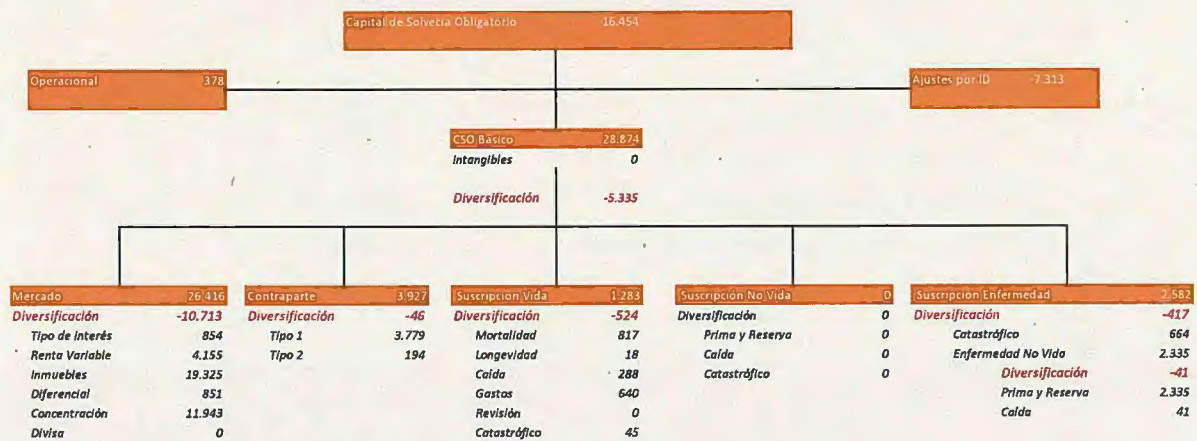 Capital de Solvecia Obligatorio 16.454
Operacional 378
Ajustes por ID -7.313
CSO Básico 28.874
Intangibles 0
Diversificación -5.335
Mercado 26.416
Diversificación -10.713
Tipo de Interés 854
Renta Variable 4.155
Inmuebles 19.325
Diferencial 851
Concentración 11.943
Divisa 0
Contraparte 3.927
Diversificación -46
Tipo 1 3.779
Tipo 2 194
Suscripcion Vida 1.283
Diversificación -524
Mortalidad 817
Longevidad 18
Caida 288
Gastos 640
Revisión 0
Catastrófico 45
Suscripción No Vida 0
Diversificación 0
Prima y Reserva 0
Caida 0
Catastrófico 0
Suscripcion Enfermedad 2.582
Diversificación -417
Catastrófico 664
Enfermedad No Vida 2.335
Diversificación -41
Prima y Reserva 2.335
Caida 41